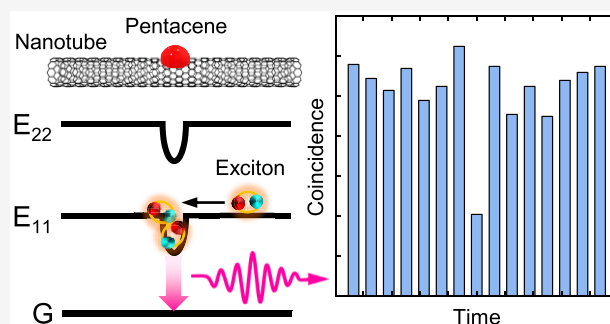 Pentacene
Nanotube
E22
Exciton
E11
G
Coincidence
Time